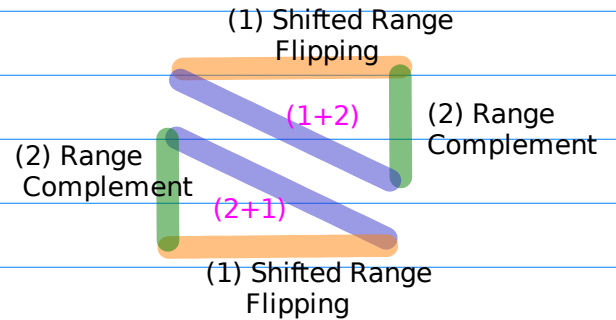 (1) Shifted Range
Flipping
(1+2)
(2) Range
Complement
(2) Range
Complement
(2+1)
(1) Shifted Range
Flipping